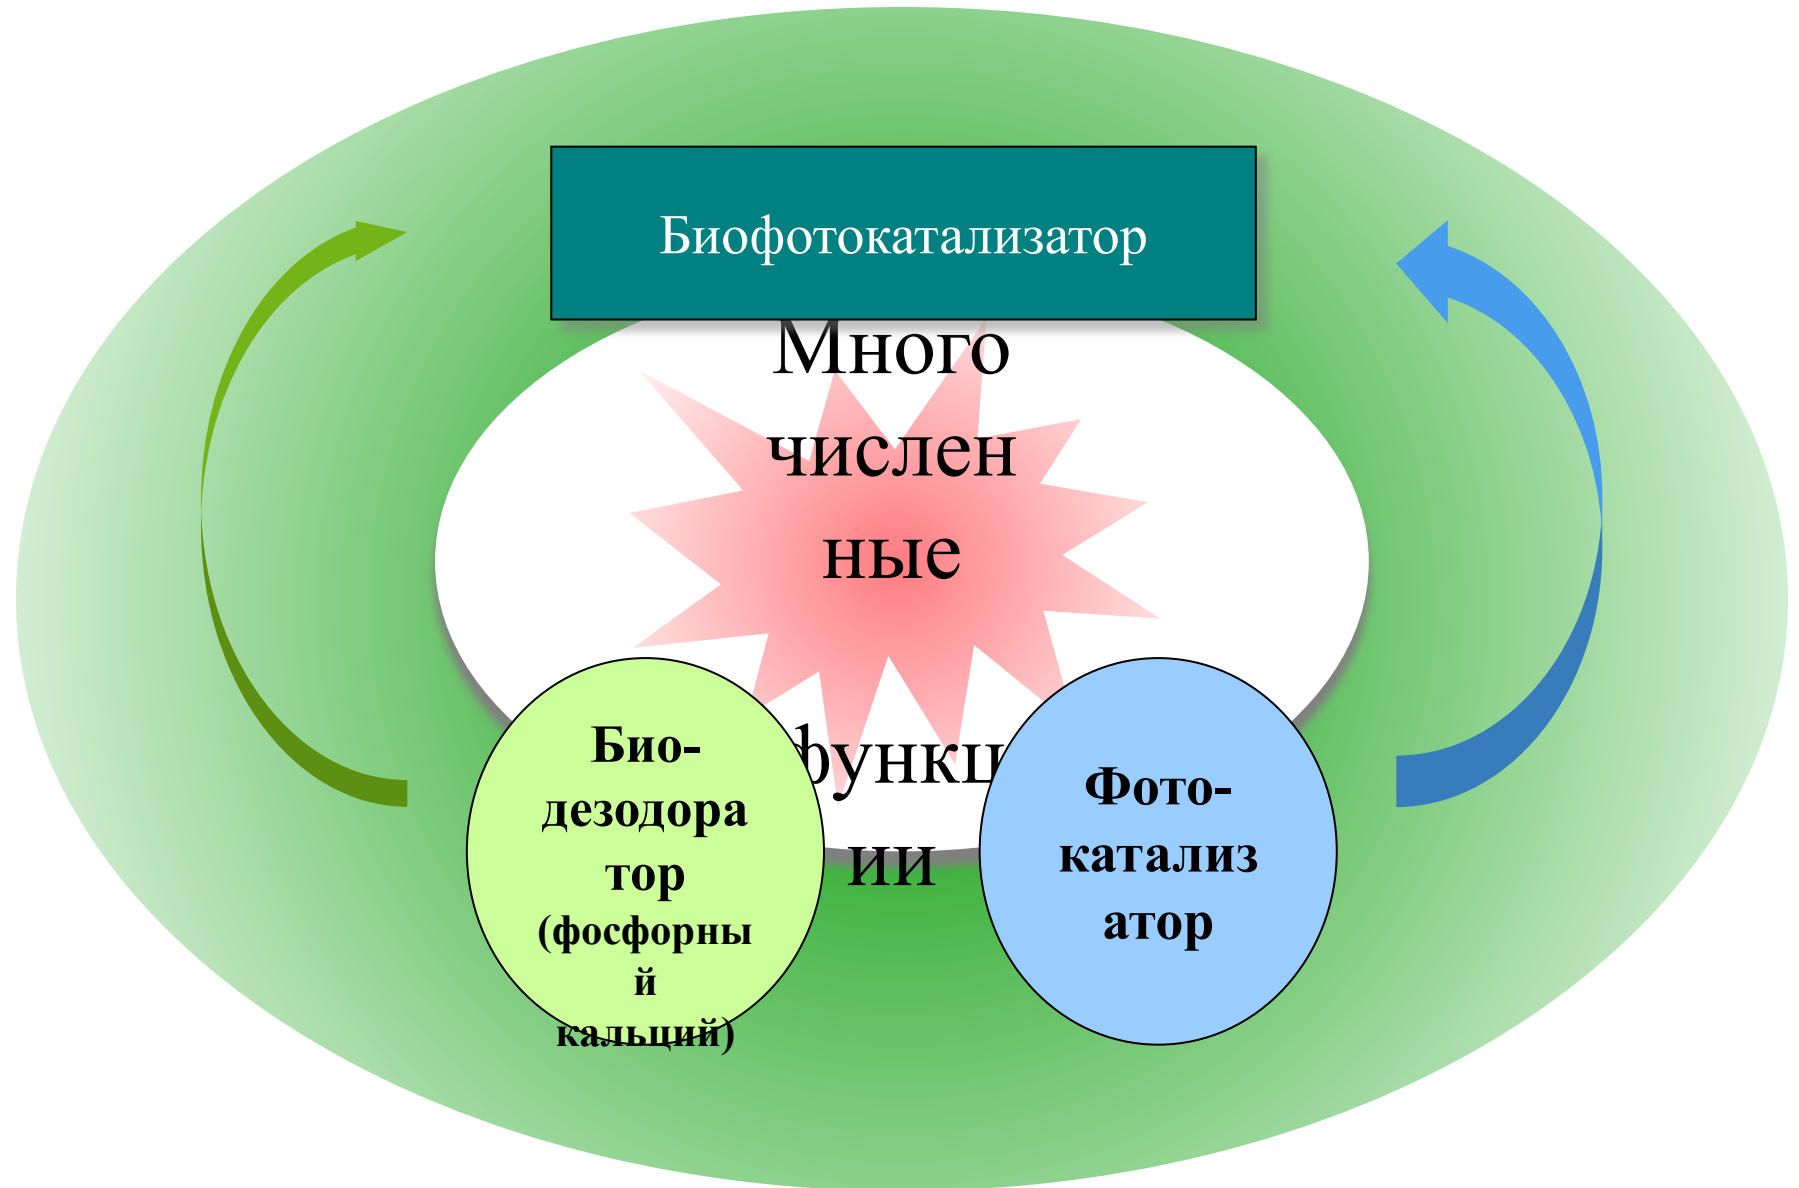 Биофотокатализатор
Много
числен
ные
функц
ии
Био-
дезодора
тор
(фосфорны
й
кальций)
Фото-
катализ
атор